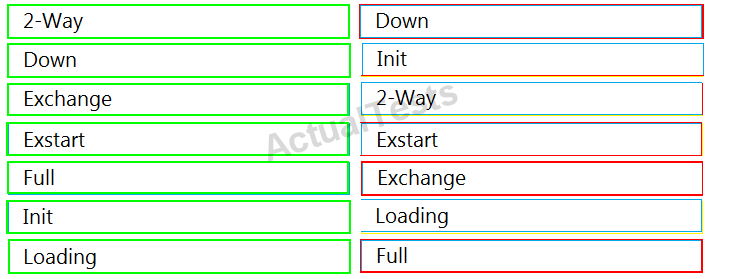 2-Way
Down
Exchange
Exstart
Full
Init
Loading
Down
Init
2-Way
Exstart
Exchange
Loading
Full
ActualTests